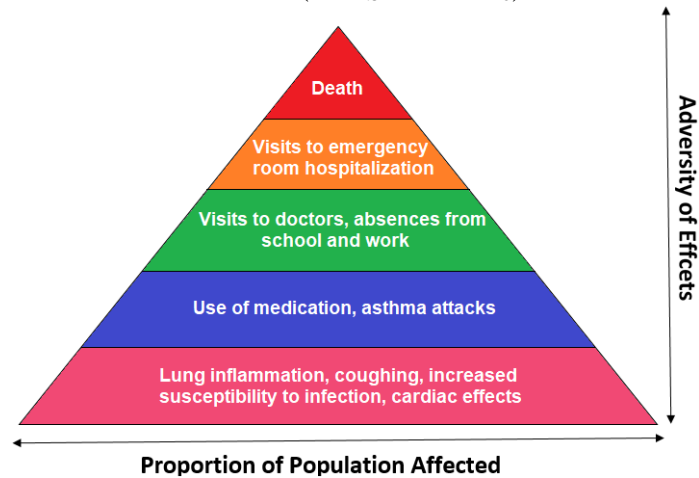 Death
Visits to emergency
room hospitalization
Visits to doctors, absences from
school and work
Use of medication, asthma attacks
Lung inflammation, coughing, increased
susceptibility to infection, cardiac effects
Adversity of Effcets
Proportion of Population Affected